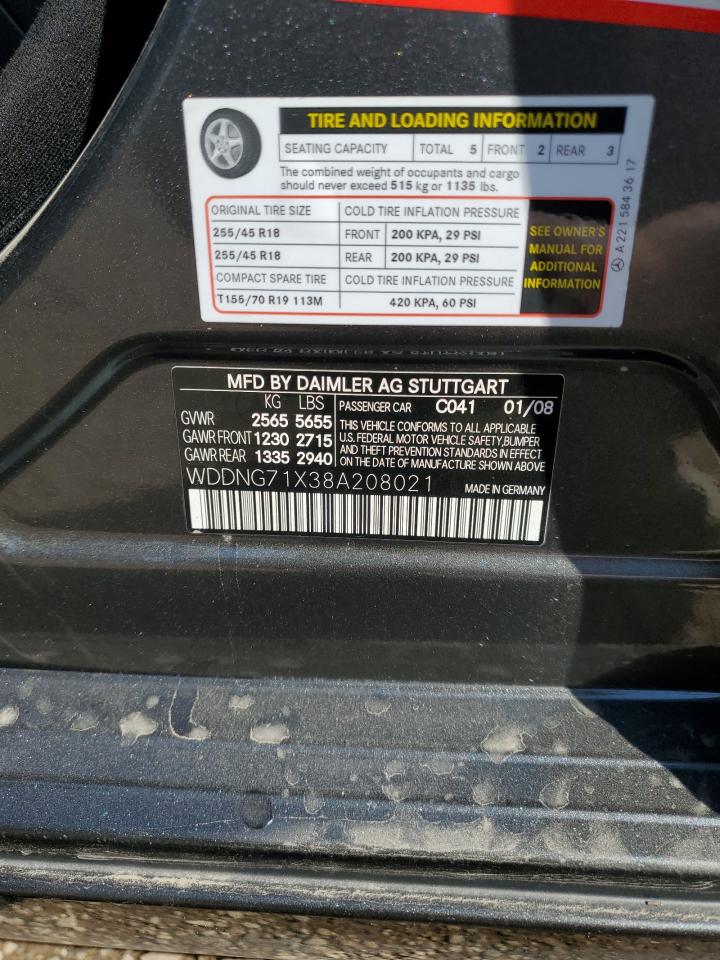 TIRE AND LOADING INFORMATION
SEATING CAPACITY TOTAL 5 FRONT 2 REAR 3
The combined weight of occupants and cargo
should never exceed 515 kg or 1135 lbs.
ORIGINAL TIRE SIZE COLD TIRE INFLATION PRESSURE
255/45 R18 FRONT 200 KPA, 29 PSI
255/45 R18 REAR 200 KPA, 29 PSI
COMPACT SPARE TIRE COLD TIRE INFLATION PRESSURE
T155/70 R19 113M 420 KPA, 60 PSI
SEE OWNER'S
MANUAL FOR
ADDITIONAL
INFORMATION
A 221 584 36 17
MFD BY DAIMLER AG STUTTGART
KG LBS
GVWR 2565 5655
GAWR FRONT 1230 2715
GAWR REAR 1335 2940
PASSENGER CAR C041 01/08
THIS VEHICLE CONFORMS TO ALL APPLICABLE
U.S. FEDERAL MOTOR VEHICLE SAFETY,BUMPER
AND THEFT PREVENTION STANDARDS IN EFFECT
ON THE DATE OF MANUFACTURE SHOWN ABOVE
WDDNG71X38A208021
MADE IN GERMANY